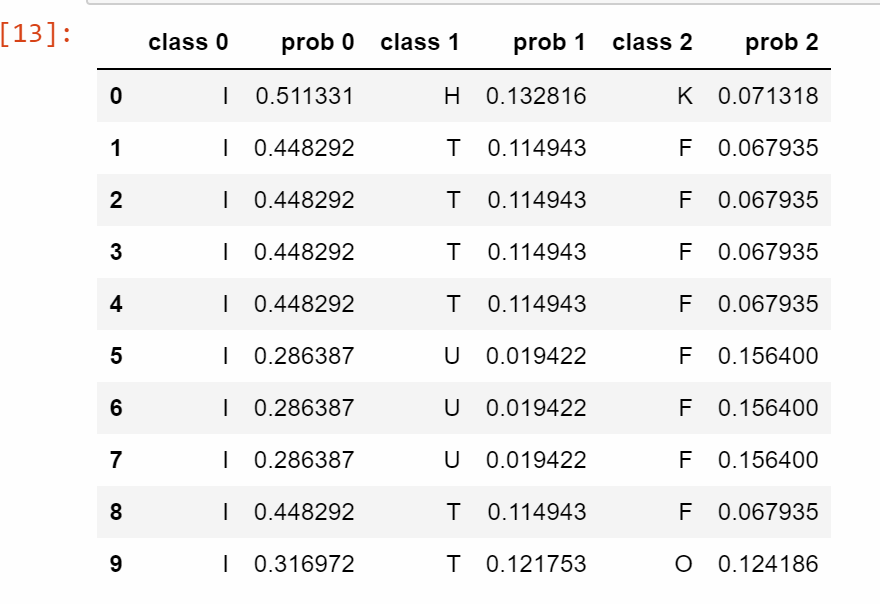 [13]:
class 0 prob 0 class 1 prob 1 class 2 prob 2
0 I 0.511331 H 0.132816 K 0.071318
1 I 0.448292 T 0.114943 F 0.067935
2 I 0.448292 T 0.114943 F 0.067935
3 I 0.448292 T 0.114943 F 0.067935
4 I 0.448292 T 0.114943 F 0.067935
5 I 0.286387 U 0.019422 F 0.156400
6 I 0.286387 U 0.019422 F 0.156400
7 I 0.286387 U 0.019422 F 0.156400
8 I 0.448292 T 0.114943 F 0.067935
9 I 0.316972 T 0.121753 O 0.124186